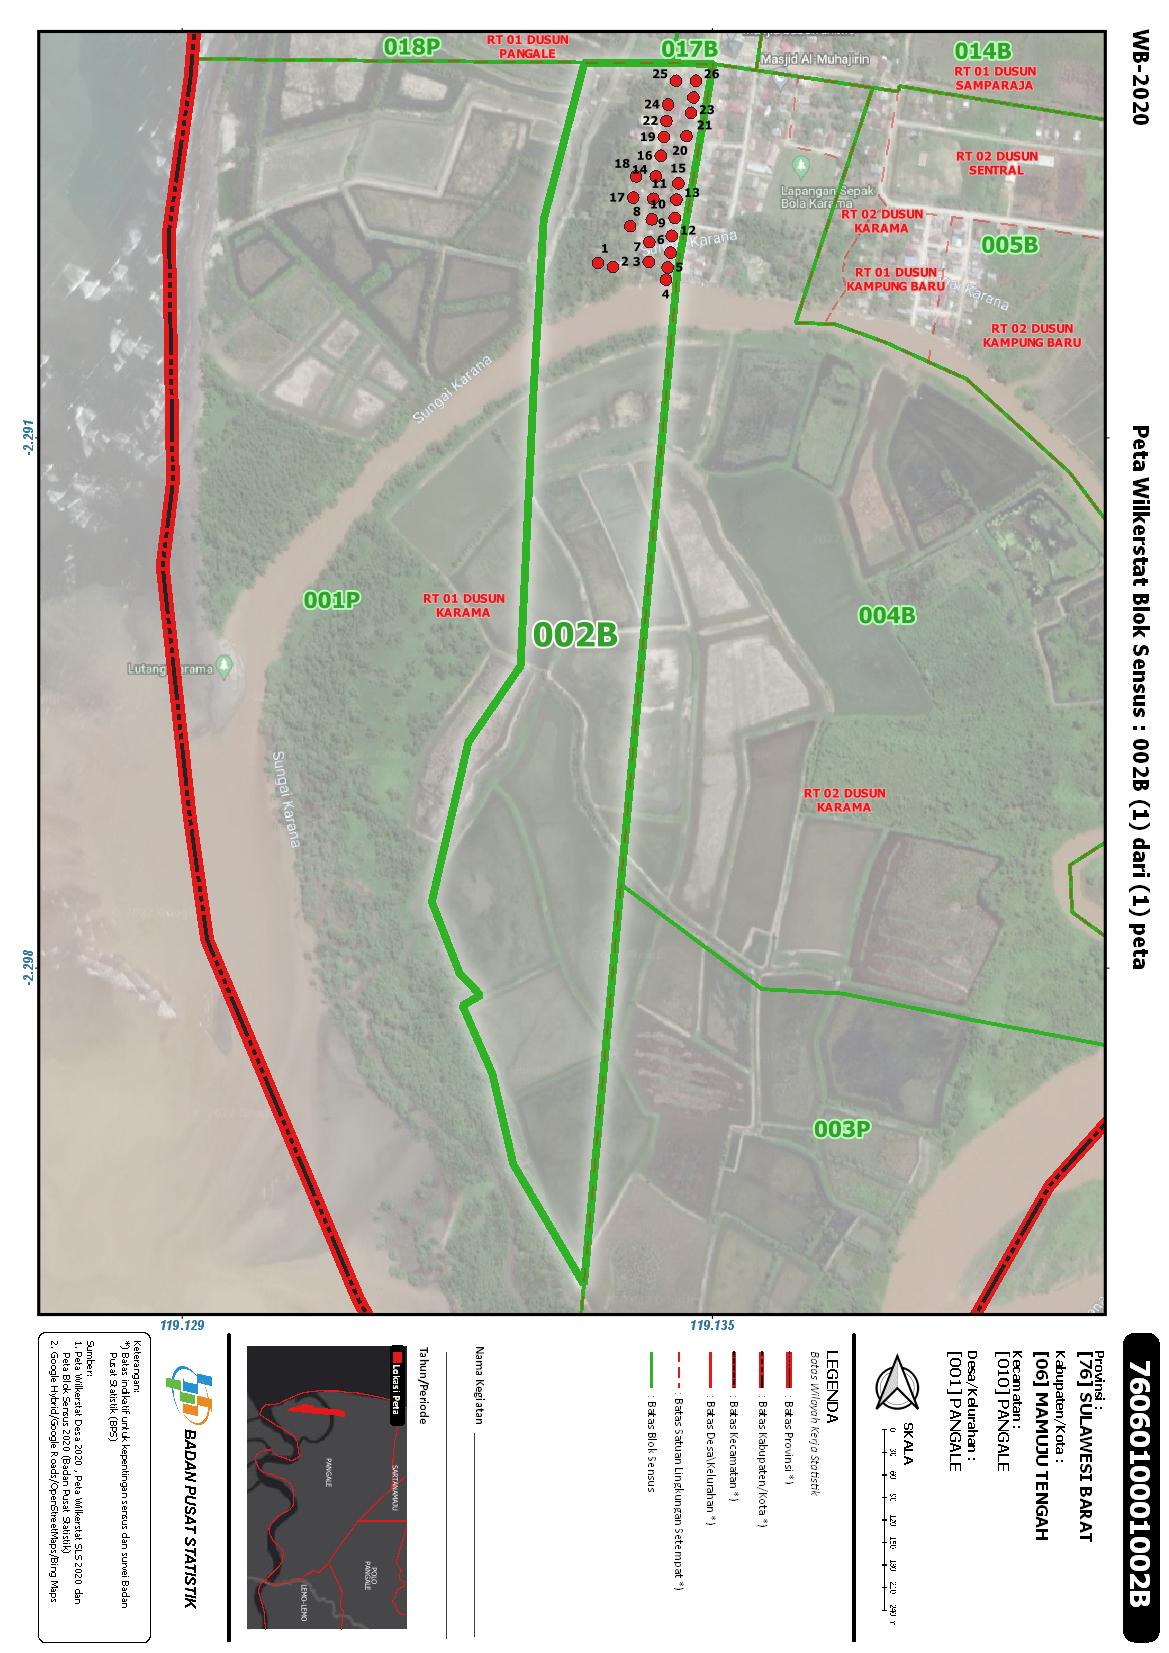 WB-2020
Peta Wilkerstat Blok Sensus : 002B (1) dari (1) peta
018P
RT 01 DUSUN
PANGALE
017B
Masjid Al-Muhajirin
014B
RT 01 DUSUN
SAMPARAJA
RT 02 DUSUN
SENTRAL
Lapangan Sepak
Bola Karama
RT 02 DUSUN
KARAMA
005B
RT 01 DUSUN
KAMPUNG BARU
RT 02 DUSUN
KAMPUNG BARU
25
26
24
23
22
21
19
20
16
18
14
15
11
17
13
10
8
9
12
6
7
1
2
3
5
4
Sungai Karana
001P
RT 01 DUSUN
KARAMA
002B
004B
Sungai Karana
RT 02 DUSUN
KARAMA
003P
-2.291
-2.298
119.129
119.135
7606010001002B
Provinsi :
[76] SULAWESI BARAT
Kabupaten/Kota :
[06] MAMUJU TENGAH
Kecamatan :
[010] PANGALE
Desa/Kelurahan :
[001] PANGALE
SKALA
0 30 60 90 120 150 180 210 240
LEGENDA
Batas Wilayah Kerja Statistik
: Batas Provinsi *)
: Batas Kabupaten/Kota *)
: Batas Kecamatan *)
: Batas Desa\Kelurahan *)
: Batas Satuan Lingkungan Setempat *)
: Batas Blok Sensus
Nama Kegiatan
Tahun/Periode
Lokasi Peta
SARTANAMAJU
PANGALE
POLO
PANGALE
LEMO-LEMO
BADAN PUSAT STATISTIK
Keterangan:
*) Batas indikatif untuk kepentingan sensus dan survei Badan
Pusat Statistik (BPS)
Sumber:
1. Peta Wilkerstat Desa 2020 , Peta Wilkerstat SLS 2020 dan
Peta Blok Sensus 2020 (Badan Pusat Statistik)
2. Google Hybrid/Google Roads/OpenStreetMaps/Bing Maps